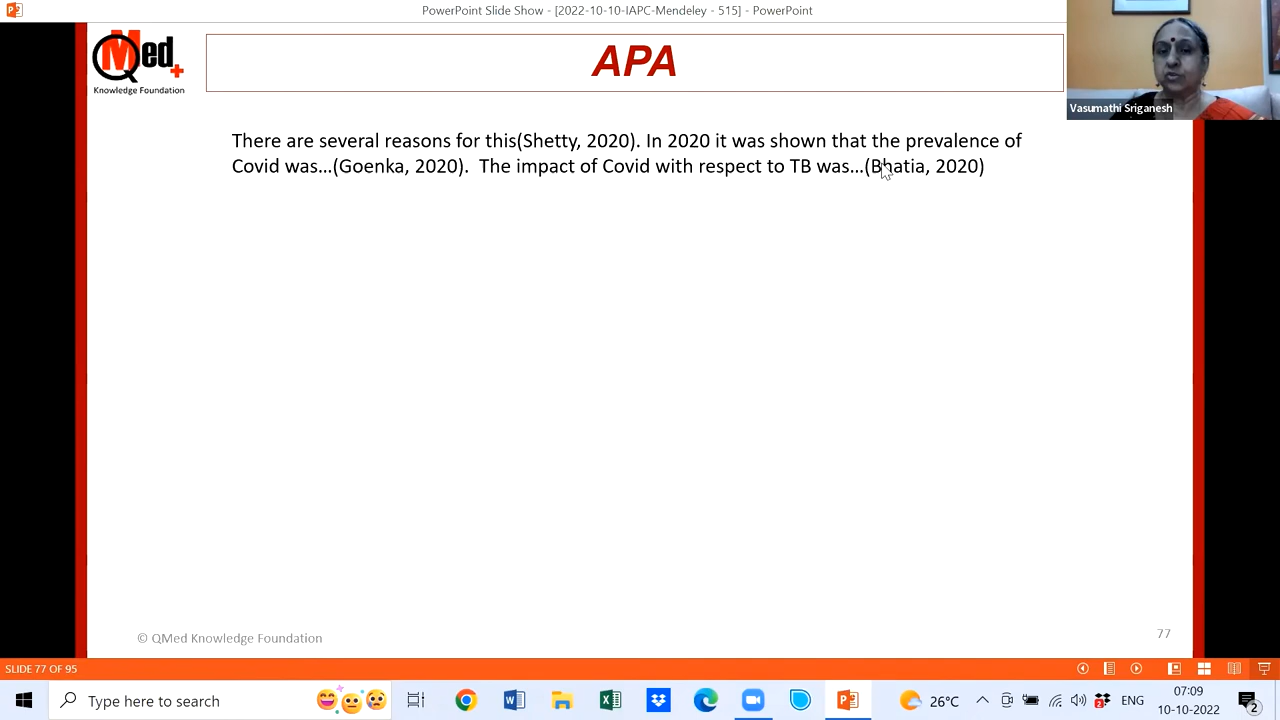 PowerPoint Slide Show - [2022-10-10-IAPC-Mendeley - 515] - PowerPoint
QMed
Knowledge Foundation
APA
Vasumathi Sriganesh
There are several reasons for this(Shetty, 2020). In 2020 it was shown that the prevalence of
Covid was...(Goenka, 2020).  The impact of Covid with respect to TB was...(Bhatia, 2020)
© QMed Knowledge Foundation
77
SLIDE 77 OF 95
Type here to search
26°C
2
ENG
07:09
10-10-2022
2